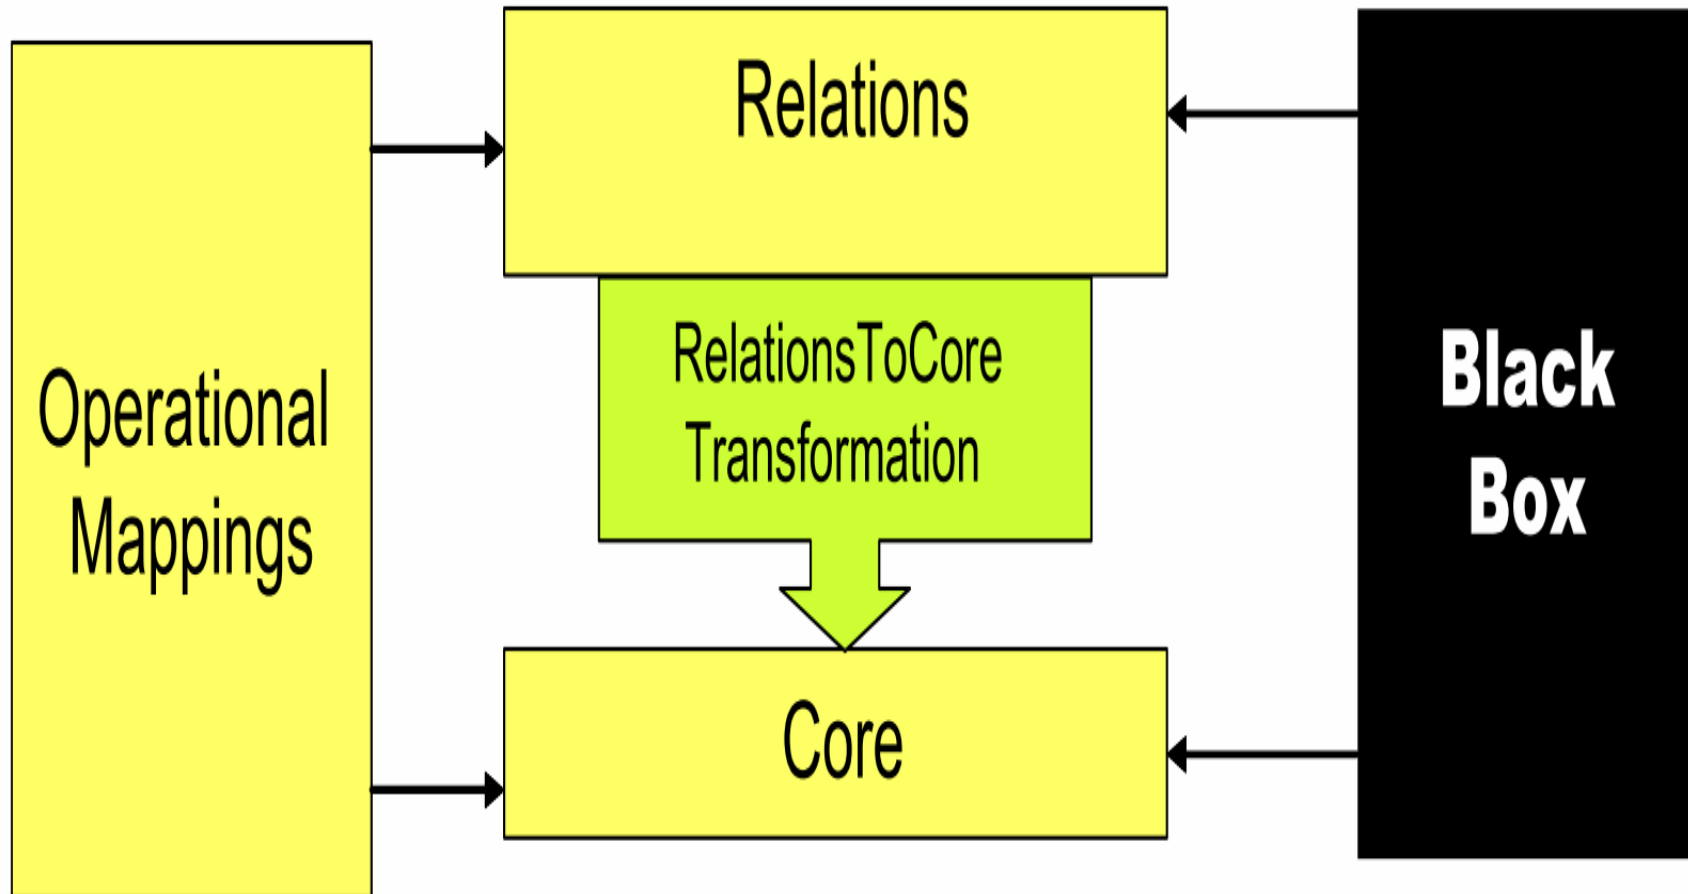 Relations
RelationsToCore
Transformation
Operational
Mappings
Black
Box
Core